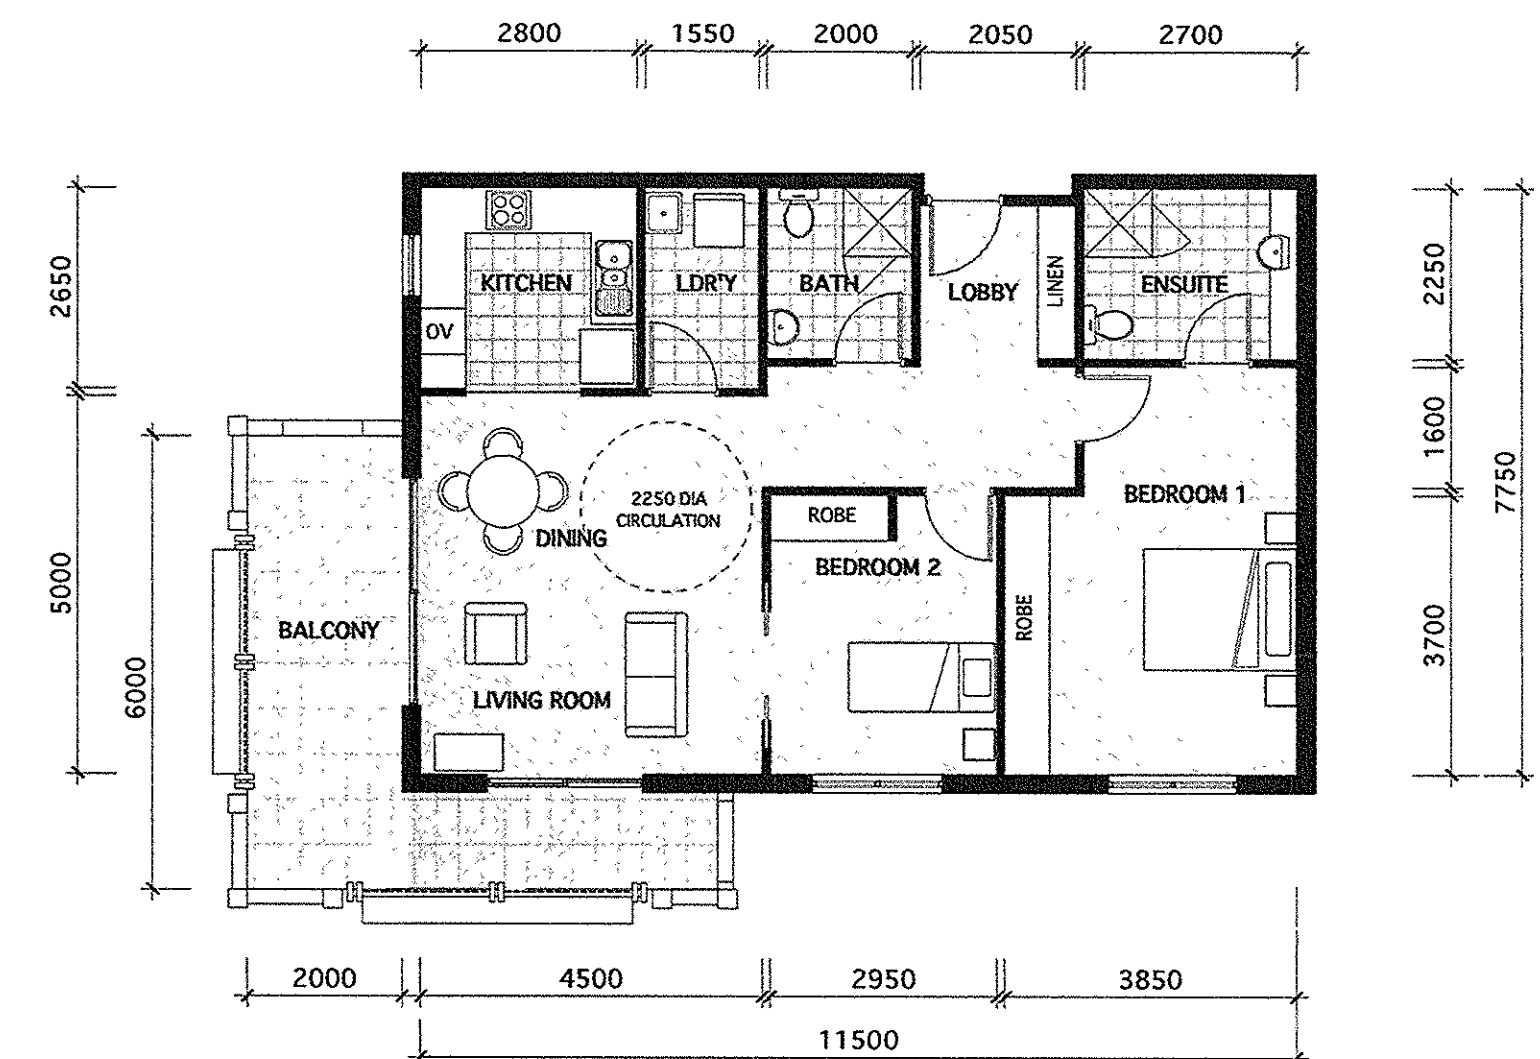 2800 1550 2000 2050 2700
2650
KITCHEN
OV
LDR'Y
BATH
LOBBY
LINEN
ENSUITE
2250
1600
7750
5000
6000
BALCONY
DINING
2250 DIA
CIRCULATION
ROBE
BEDROOM 2
BEDROOM 1
ROBE
3700
LIVING ROOM
2000 4500 2950 3850
11500